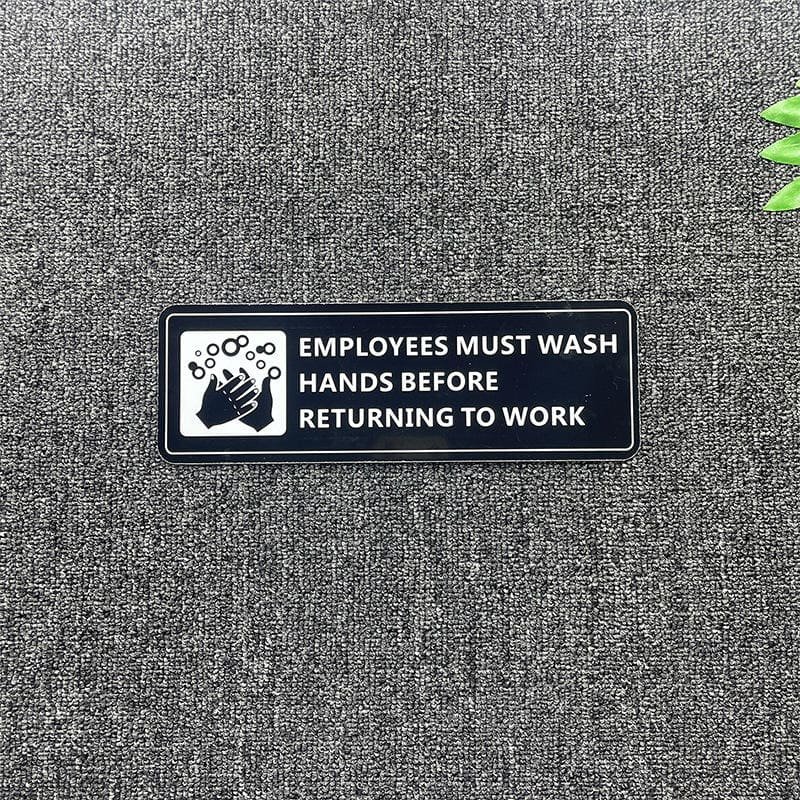 EMPLOYEES MUST WASH
HANDS BEFORE
RETURNING TO WORK